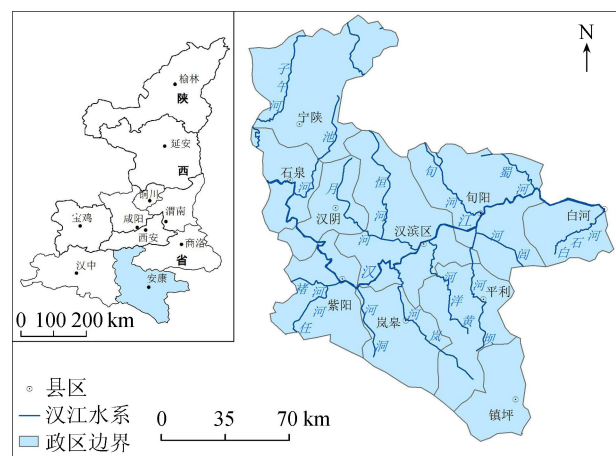 榆林
陕
延安
西
铜川
宝鸡
咸阳
渭南
西安
商洛
省
汉中
安康
0 100 200 km
N
子午河
宁陕
池河
石泉
月河
汉阴
恒河
旬河
旬阳
蜀河
白河
白石河
汉滨区
汉江
闾河
渚河
任河
紫阳
洞河
岚皋
岚河
洋河
黄
坝
河
平利
镇坪
县区
汉江水系
政区边界
0 35 70 km